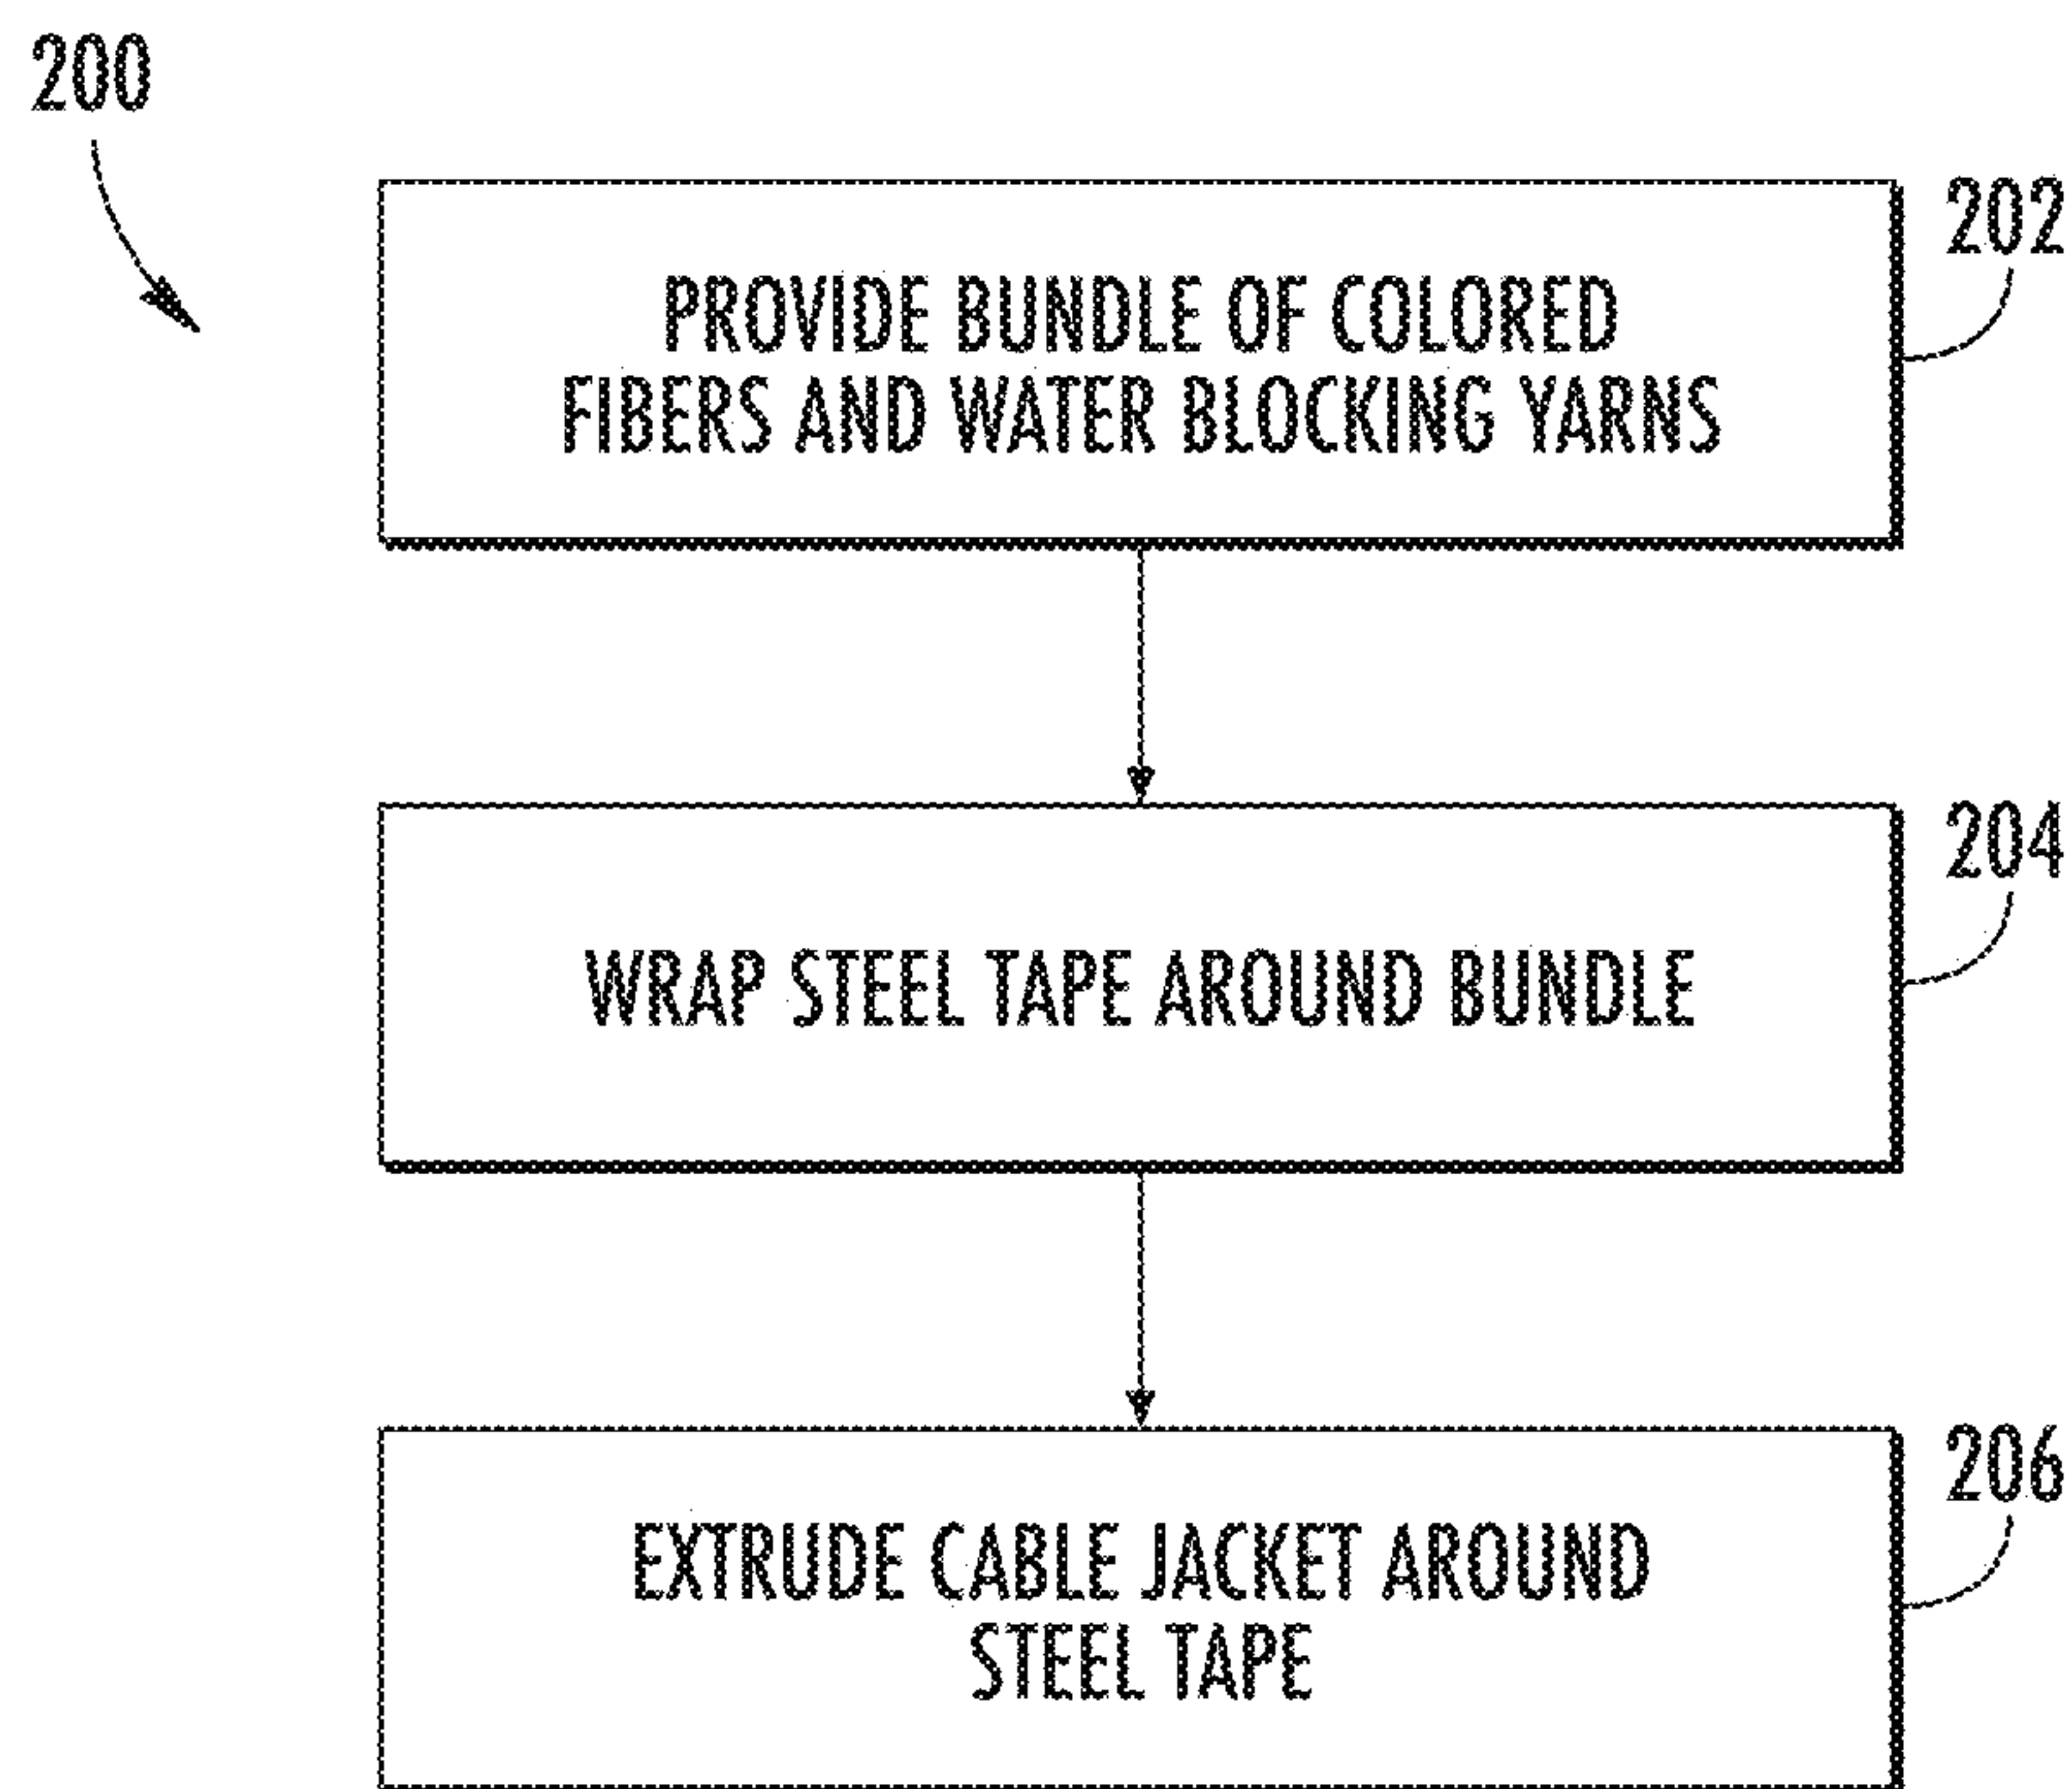 200
202
PROVIDE BUNDLE OF COLORED
FIBERS AND WATER BLOCKING YARNS
204
WRAP STEEL TAPE AROUND BUNDLE
206
EXTRUDE CABLE JACKET AROUND
STEEL TAPE